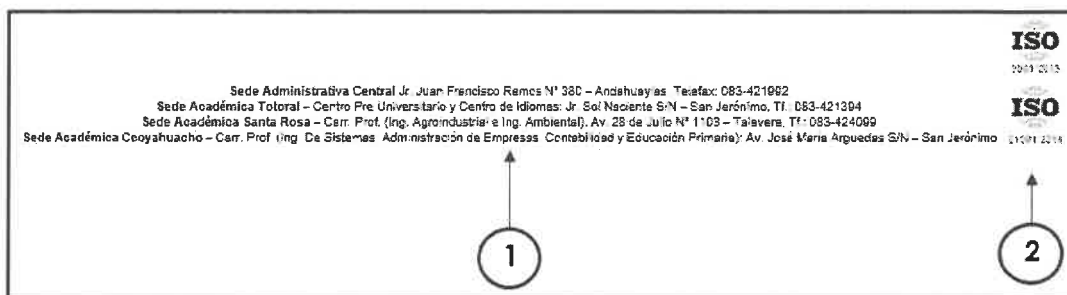 ISO
ISO
Sede Administrativa Central Jr. Juan Francisco Ramos N° 380 – Andahuaylas. Telefax: 083-421992
Sede Académica Totoral – Centro Pre Universitario y Centro de Idiomas: Jr. Sol Naciente S/N – San Jerónimo, Tf.: 083-421394
Sede Académica Santa Rosa – Carr. Prof. (Ing. Agroindustrial e Ing. Ambiental). Av. 28 de Julio N° 1103 – Talavera, Tf.: 083-424099
Sede Académica Ccoyahuacho – Carr. Prof. (Ing. De Sistemas, Administración de Empresas, Contabilidad y Educación Primaria): Av. José María Arguedas S/N – San Jerónimo
1
2